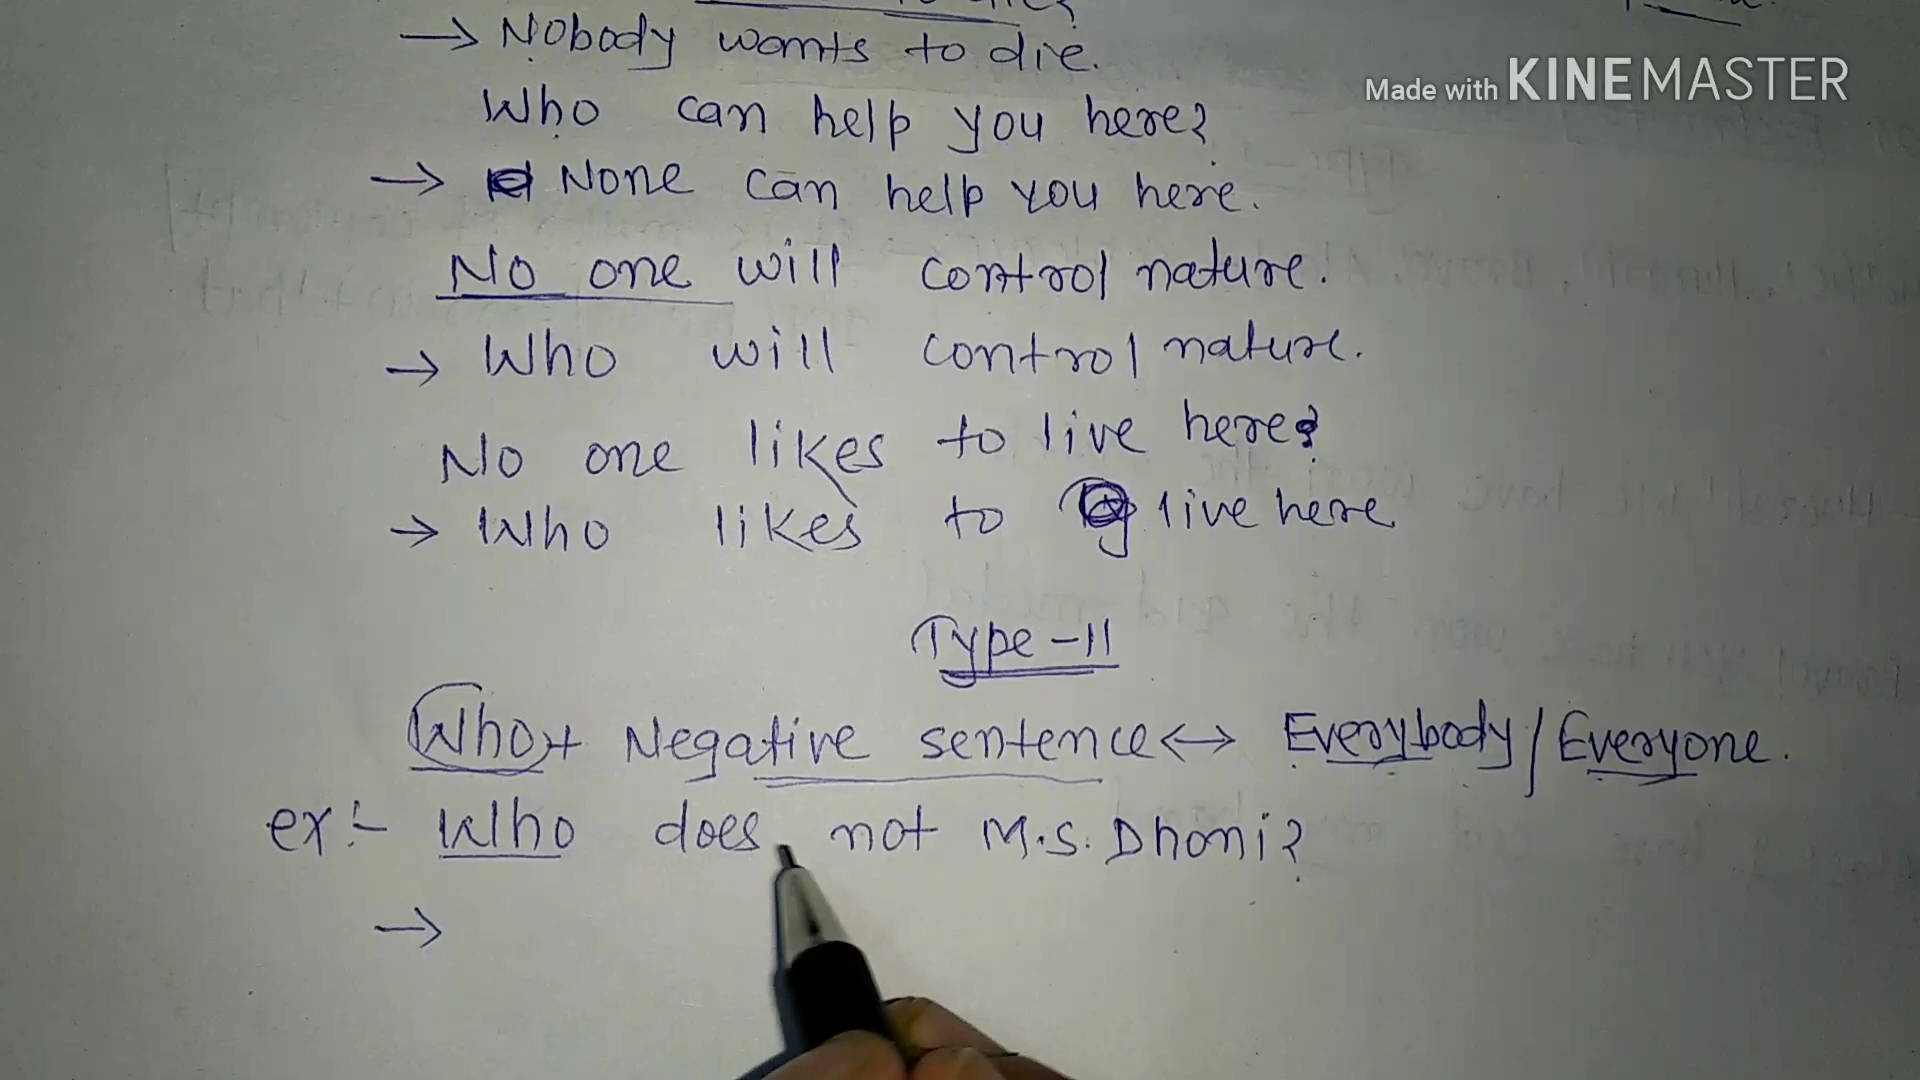 Made with KINEMASTER
→ Nobody wants to die.
Who can help you here?
→ None can help you here.
No one will control nature.
→ Who will control nature.
No one likes to live here?
→ Who likes to live here
Type-II
Who + Negative sentence ↔ Everybody/Everyone.
ex:- Who does not M.S. Dhoni?
→